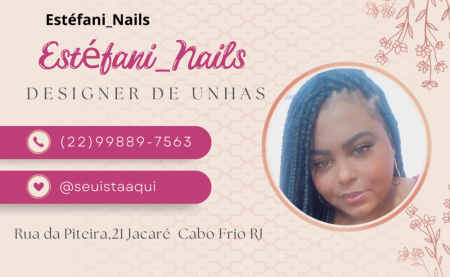 Estéfani_Nails
Estéfani_Nails
DESIGNER DE UNHAS
(22)99889-7563
@seuistaaqui
Rua da Piteira,21 Jacaré Cabo Frio RJ